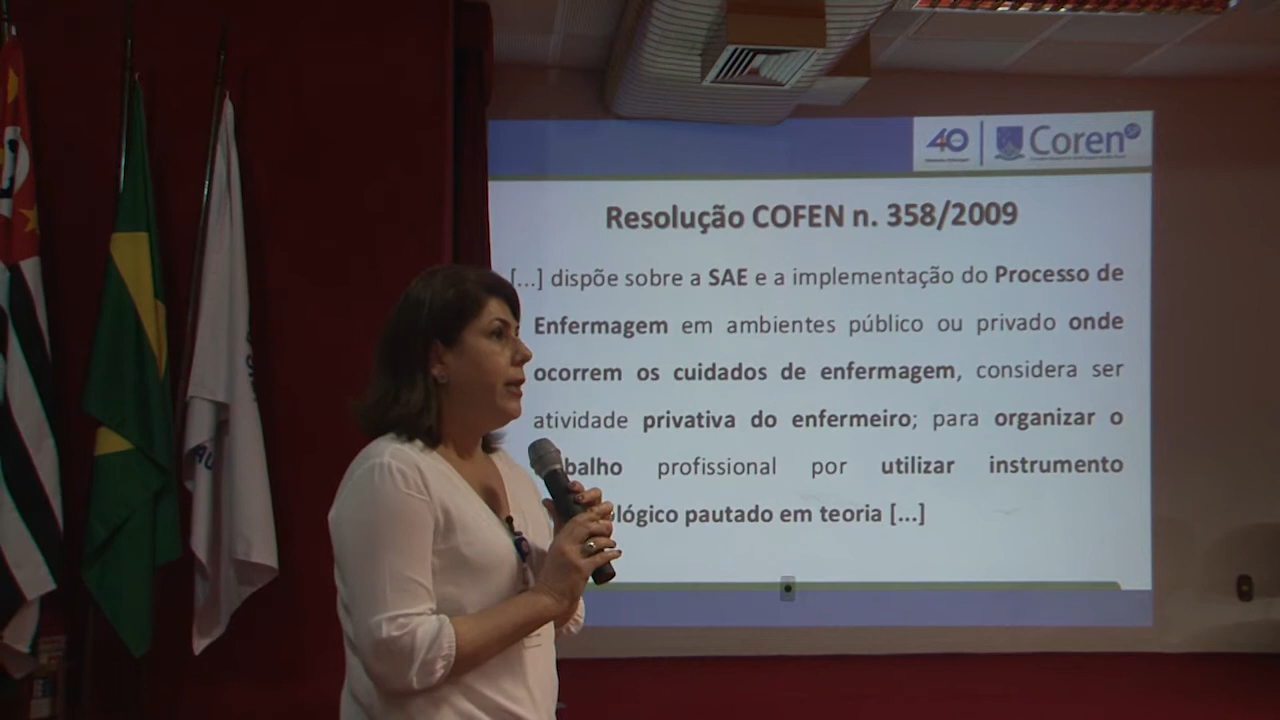 40
Coren SP
Resolução COFEN n. 358/2009
[...] dispõe sobre a SAE e a implementação do Processo de
Enfermagem em ambientes público ou privado onde
ocorrem os cuidados de enfermagem, considera ser
atividade privativa do enfermeiro; para organizar o
balho profissional por utilizar instrumento
lógico pautado em teoria [...]